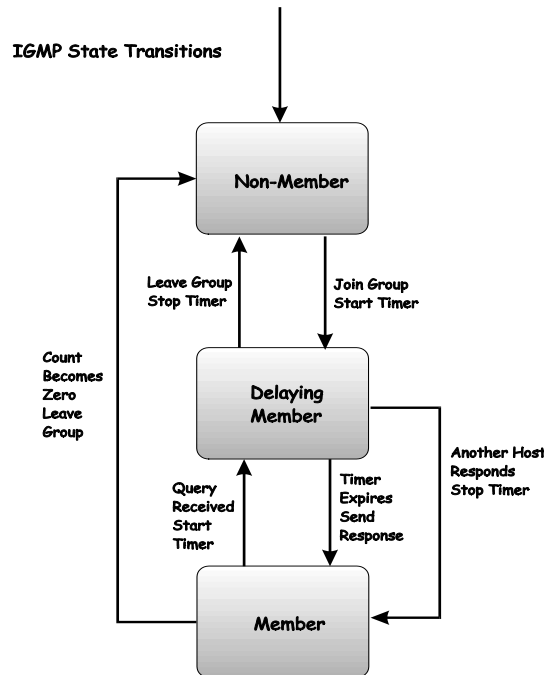 IGMP State Transitions
Non-Member
Leave Group
Stop Timer
Join Group
Start Timer
Count
Becomes
Zero
Leave
Group
Delaying
Member
Another Host
Responds
Stop Timer
Query
Received
Start
Timer
Timer
Expires
Send
Response
Member